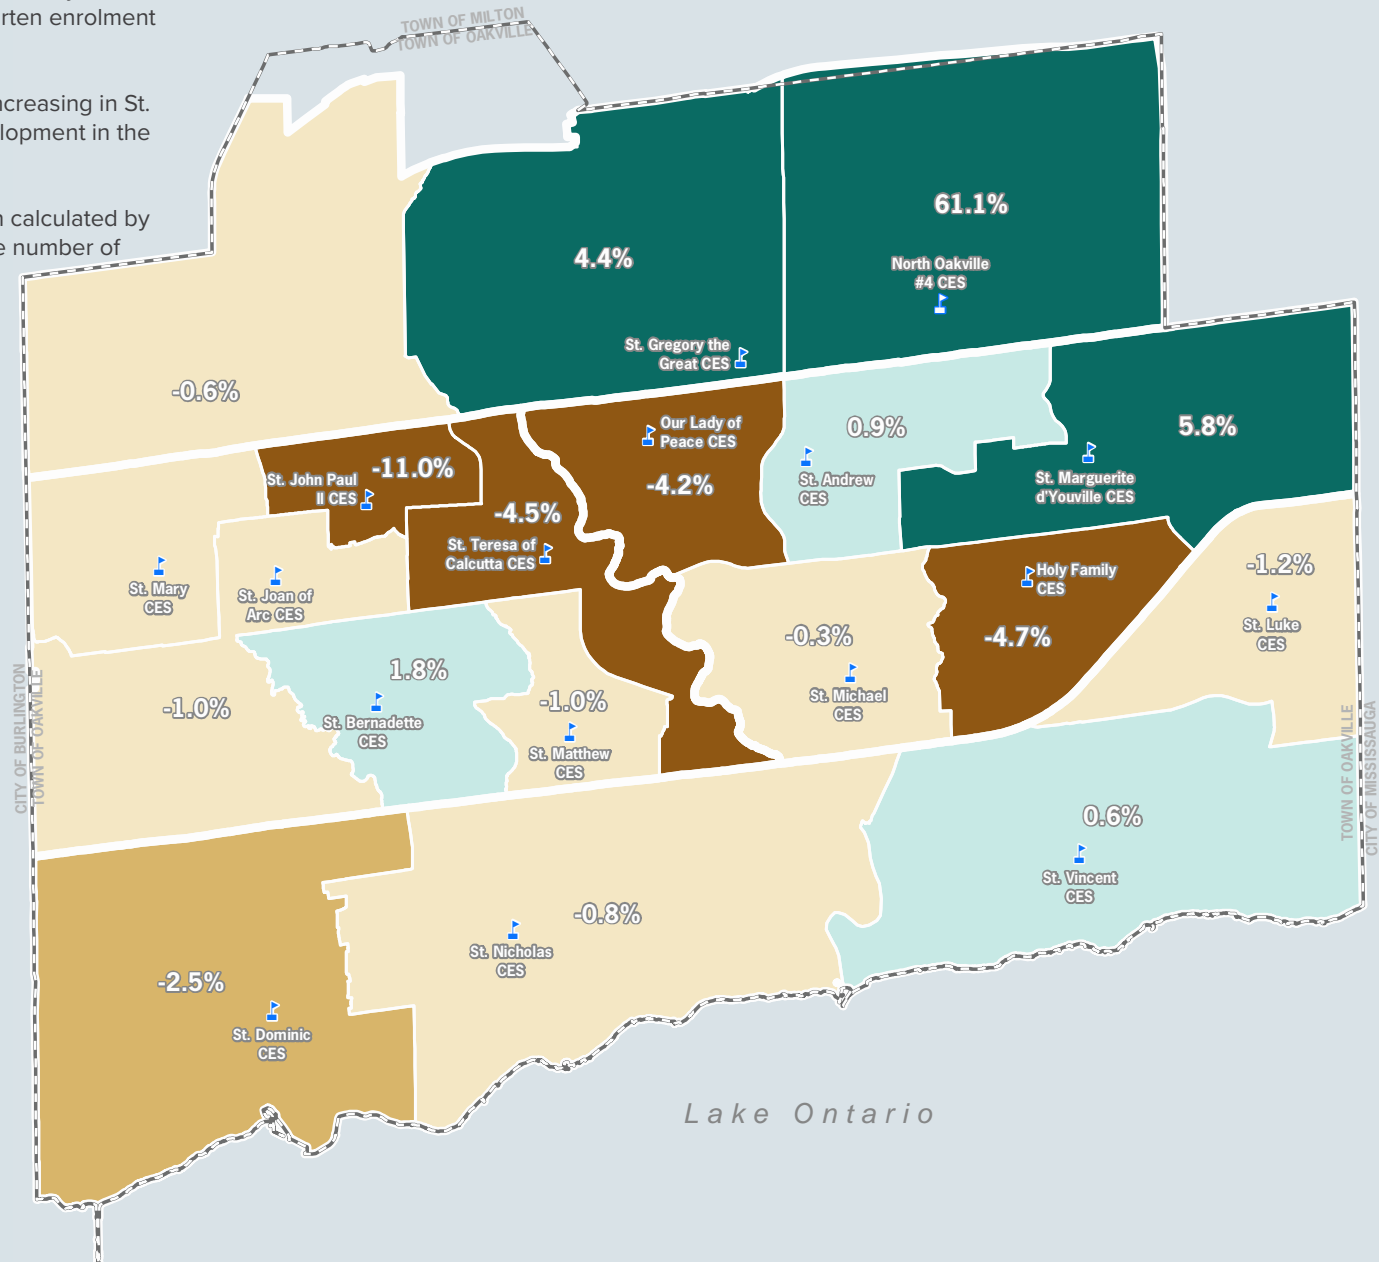 rten enrolment
ncreasing in St.
lopment in the
n calculated by
e number of
TOWN OF MILTON
TOWN OF OAKVILLE
61.1%
4.4%
North Oakville
#4 CES
St. Gregory the
Great CES
-0.6%
Our Lady of
Peace CES
0.9%
5.8%
-11.0%
St. John Paul
II CES
-4.2%
St. Andrew
CES
St. Marguerite
d'Youville CES
-4.5%
St. Teresa of
Calcutta CES
-1.2%
Holy Family
CES
St. Mary
CES
St. Joan of
Arc CES
St. Luke
CES
-0.3%
-4.7%
1.8%
St. Michael
CES
-1.0%
-1.0%
St. Bernadette
CES
St. Matthew
CES
CITY OF BURLINGTON
TOWN OF OAKVILLE
TOWN OF OAKVILLE
CITY OF MISSISSAUGA
0.6%
St. Vincent
CES
-0.8%
St. Nicholas
CES
-2.5%
St. Dominic
CES
Lake Ontario